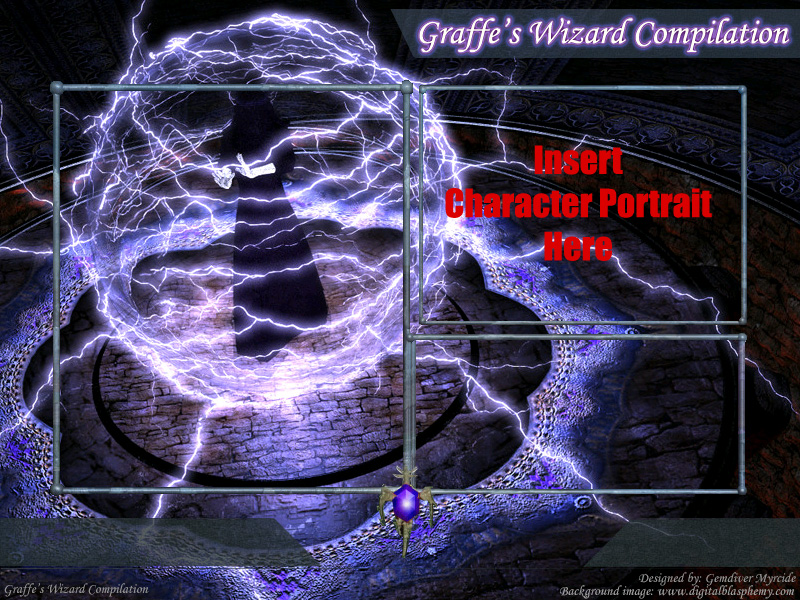 Graffe's Wizard Compilation
Insert
Character Portrait
Here
Graffe's Wizard Compilation
Designed by: Gemdiver Myrcide
Background image: www.digitalblasphemy.com